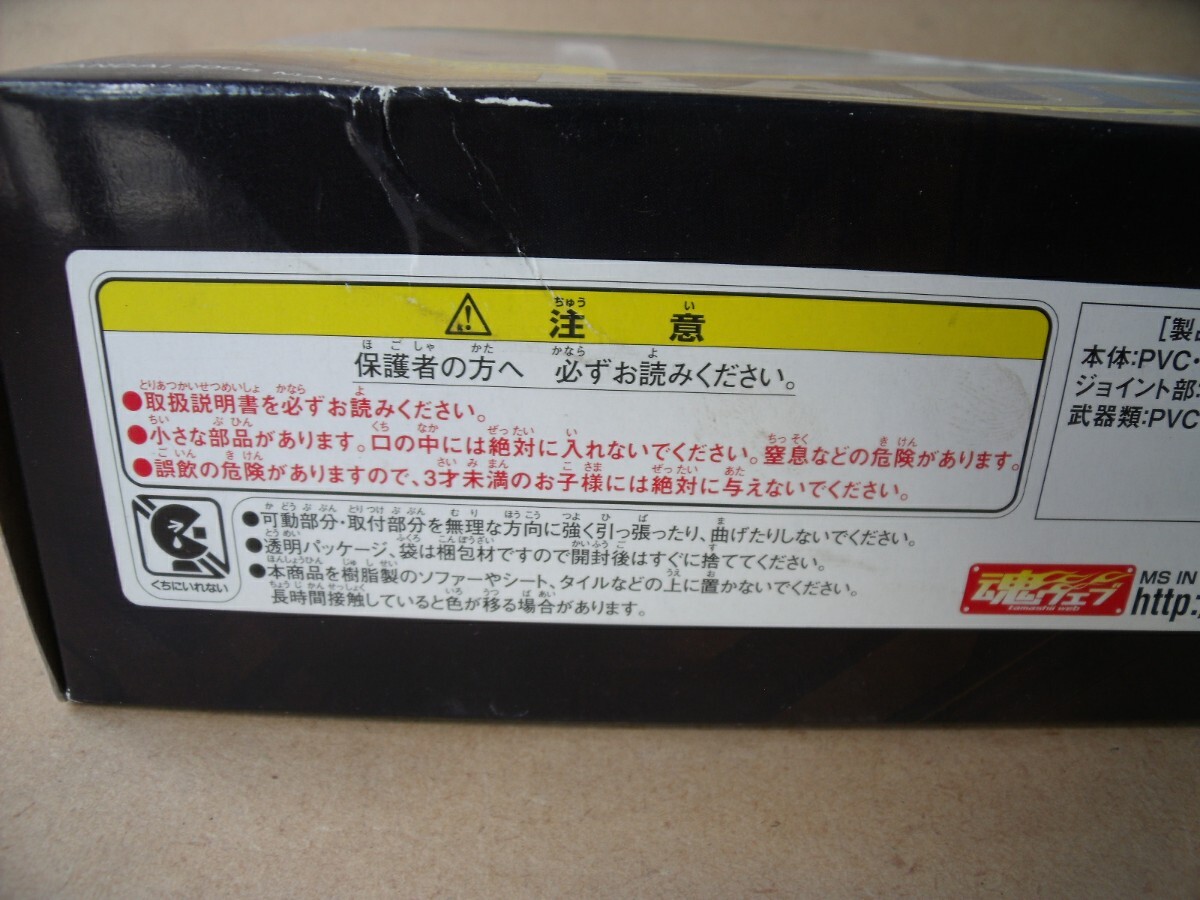 注 意
保護者の方へ 必ずお読みください。
●取扱説明書を必ずお読みください。
●小さな部品があります。口の中には絶対に入れないでください。窒息などの危険があります。
●誤飲の危険がありますので、3才未満のお子様には絶対に与えないでください。
くちにいれない
●可動部分・取付部分を無理な方向に強く引っ張ったり、曲げたりしないでください。
●透明パッケージ、袋は梱包材ですので開封後はすぐに捨ててください。
●本商品を樹脂製のソファーやシート、タイルなどの上に置かないでください。
長時間接触していると色が移る場合があります。
[製品
本体:PVC・
ジョイント部:
武器類:PVC
魂ウェブ
Tamashii web
MS IN
http: